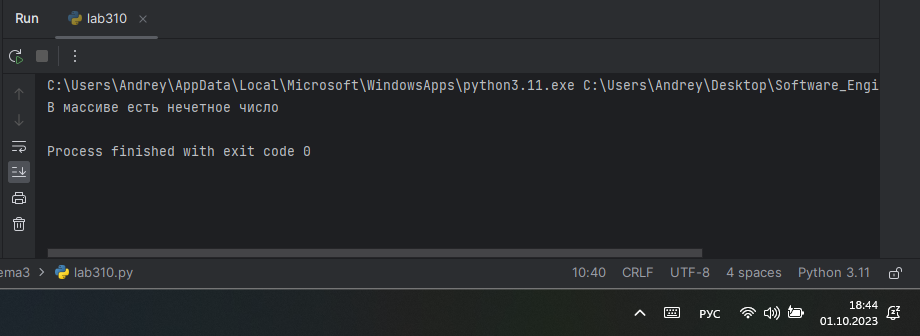 Run
lab310
C:\Users\Andrey\AppData\Local\Microsoft\WindowsApps\python3.11.exe C:\Users\Andrey\Desktop\Software_Engi
В массиве есть нечетное число
Process finished with exit code 0
ema3 > lab310.py
10:40 CRLF UTF-8 4 spaces Python 3.11
РУС
18:44
01.10.2023